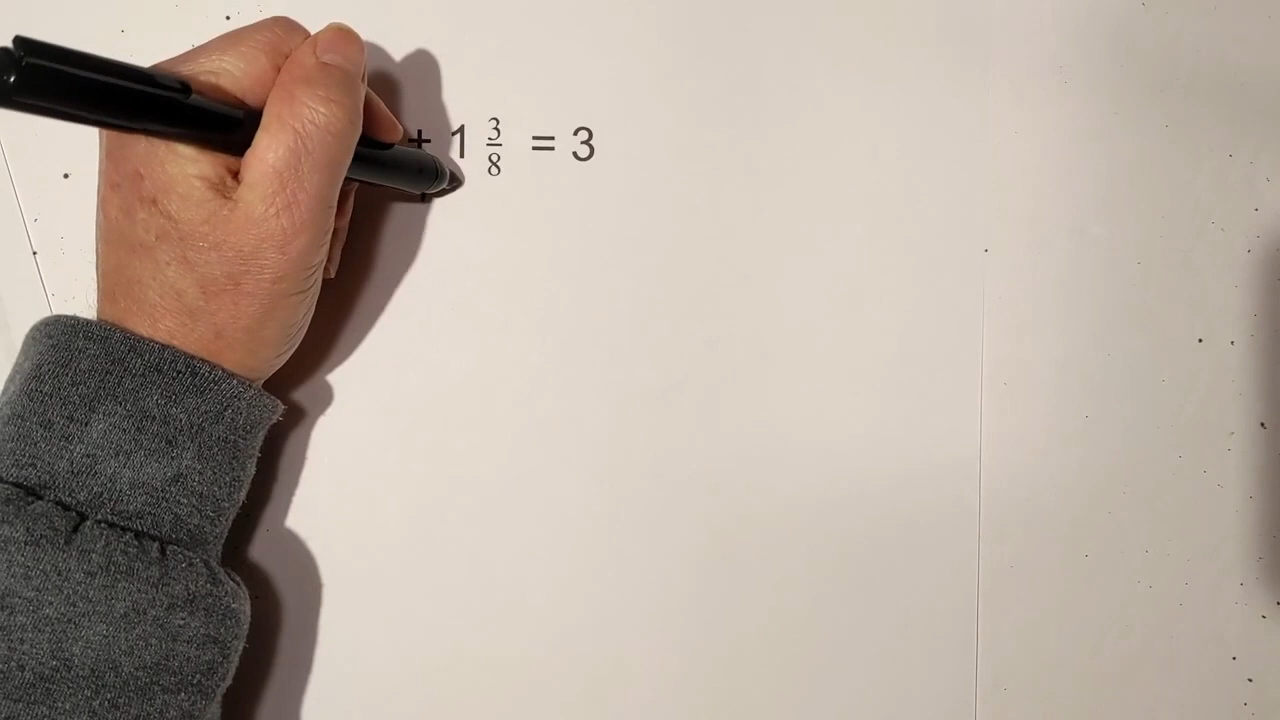 + 1 3/8 = 3